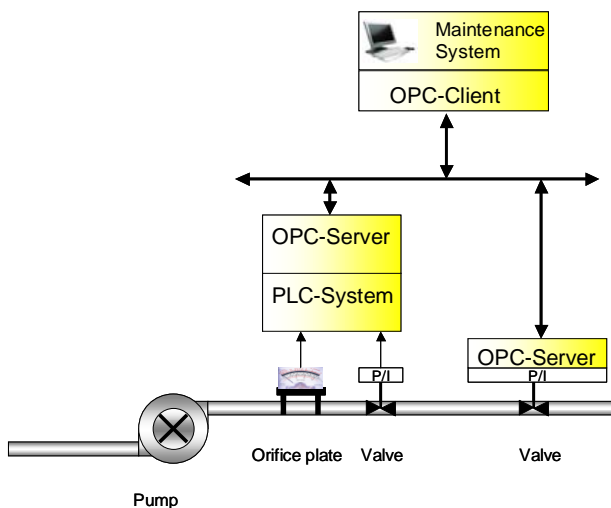 Maintenance
System
OPC-Client
OPC-Server
PLC-System
OPC-Server
P/I
P/I
Orifice plate
Valve
Valve
Pump